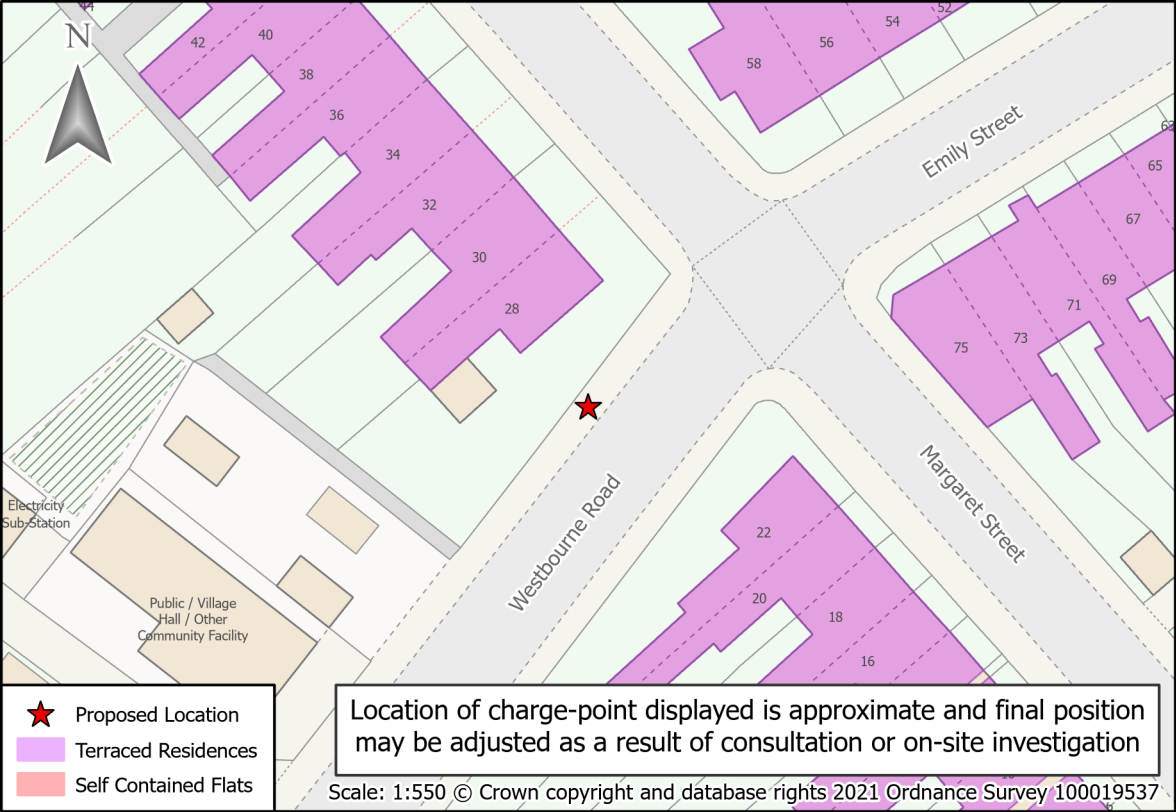 44
N
42
40
38
36
34
32
30
28
58
56
54
52
Emily Street
63
65
67
69
71
73
75
Electricity
Sub-Station
Westbourne Road
Margaret Street
22
20
18
16
Public / Village
Hall / Other
Community Facility
Proposed Location
Terraced Residences
Self Contained Flats
Location of charge-point displayed is approximate and final position
may be adjusted as a result of consultation or on-site investigation
Scale: 1:550 © Crown copyright and database rights 2021 Ordnance Survey 100019537